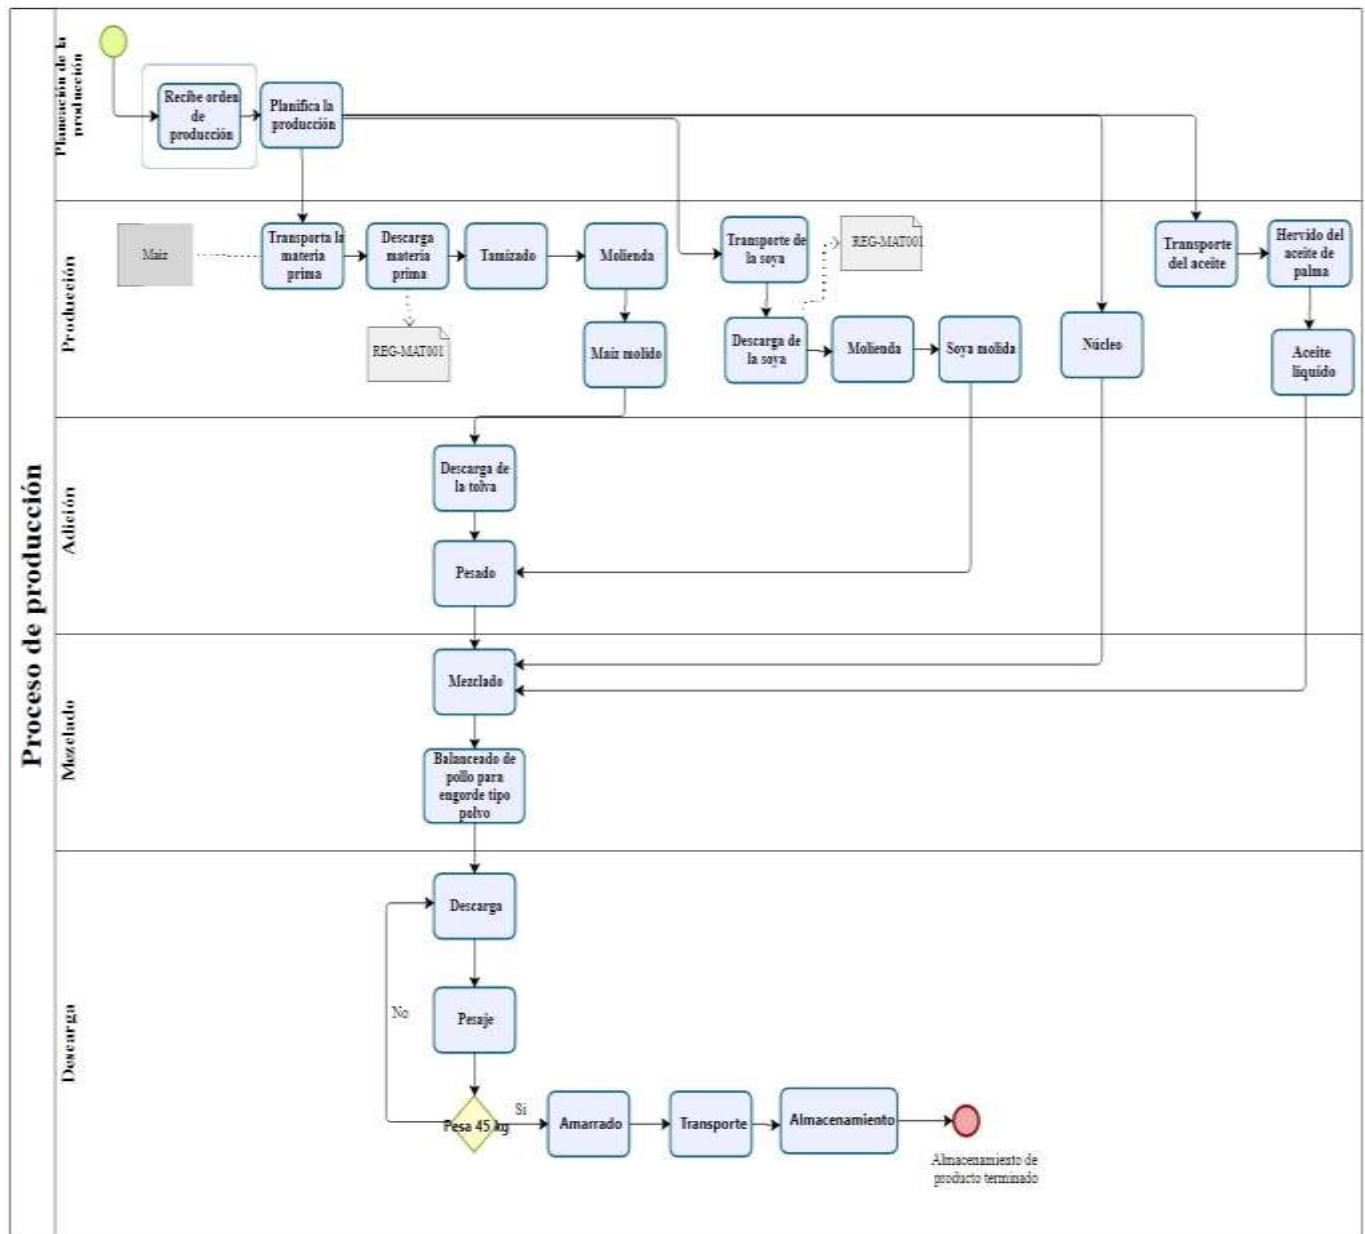 Proceso de producción
Planeación de la
producción
Recibe orden
de
producción
Planifica la
producción
Producción
Maíz
Transporta la
materia
prima
Descarga
materia
prima
REG-MAT001
Tamizado
Molienda
Maíz molido
Transporte de
la soya
REG-MAT001
Descarga de
la soya
Molienda
Soya molida
Núcleo
Transporte
del aceite
Hervido del
aceite de
palma
Aceite
líquido
Adición
Descarga de
la tolva
Pesado
Mezclado
Mezclado
Balanceado de
pollo para
engorde tipo
polvo
Descarga
Descarga
Pesaje
No
Pesa 45 kg
Si
Amarrado
Transporte
Almacenamiento
Almacenamiento de
producto terminado